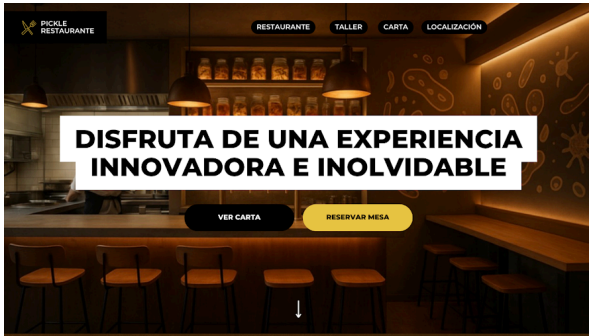 PICKLE
RESTAURANTE
RESTAURANTE
TALLER
CARTA
LOCALIZACIÓN
DISFRUTA DE UNA EXPERIENCIA
INNOVADORA E INOLVIDABLE
VER CARTA
RESERVAR MESA